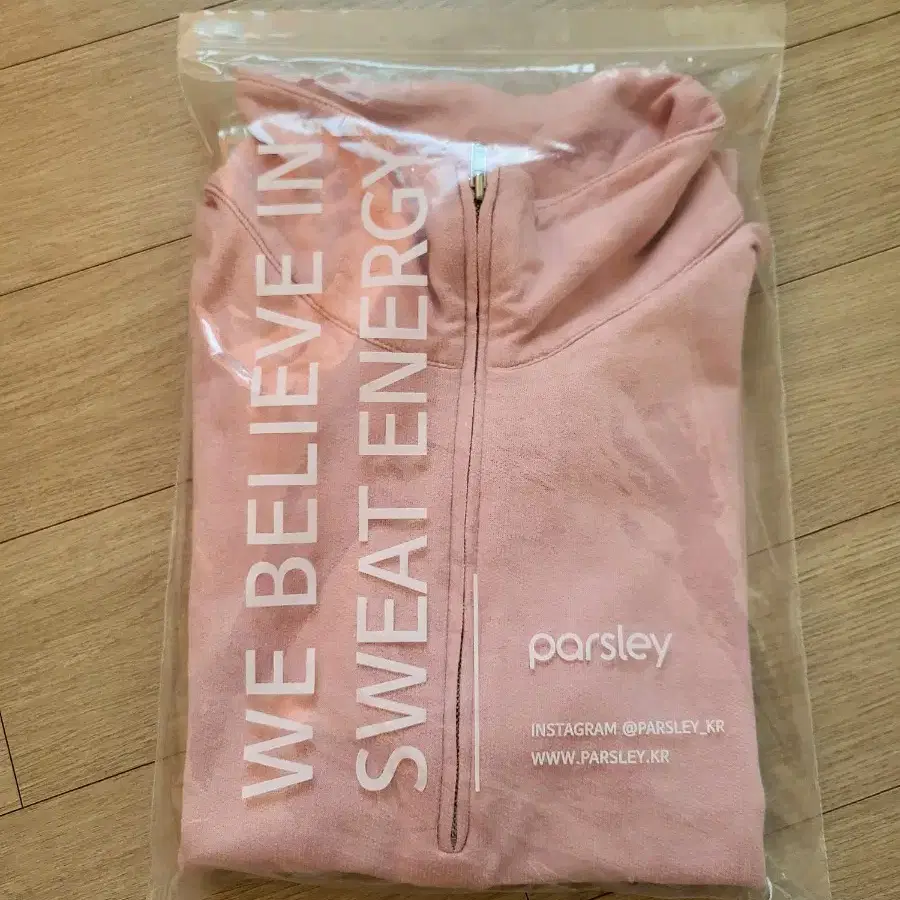 WE BELIEVE IN
SWEAT ENERGY
parsley
INSTAGRAM @PARSLEY_KR
WWW.PARSLEY.KR